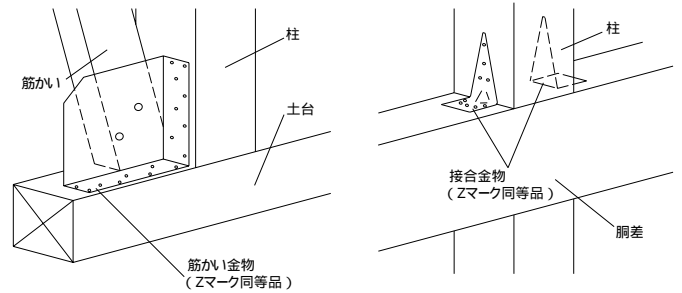 柱
筋かい
土台
筋かい金物
（Zマーク同等品）
柱
接合金物
（Zマーク同等品）
胴差